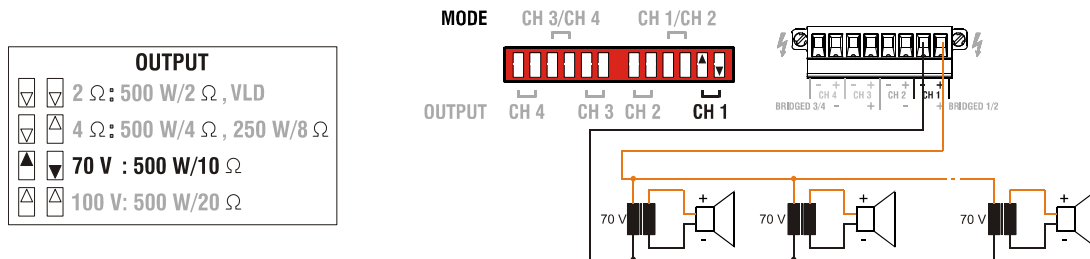 OUTPUT
2 Ω: 500 W/2 Ω , VLD
4 Ω: 500 W/4 Ω , 250 W/8 Ω
70 V : 500 W/10 Ω
100 V: 500 W/20 Ω
MODE CH 3/CH 4 CH 1/CH 2
OUTPUT CH 4 CH 3 CH 2 CH 1
- + - + - + - +
CH 4 CH 3 CH 2 CH 1
BRIDGED 3/4 - + - + BRIDGED 1/2
70 V + -
70 V + -
70 V + -